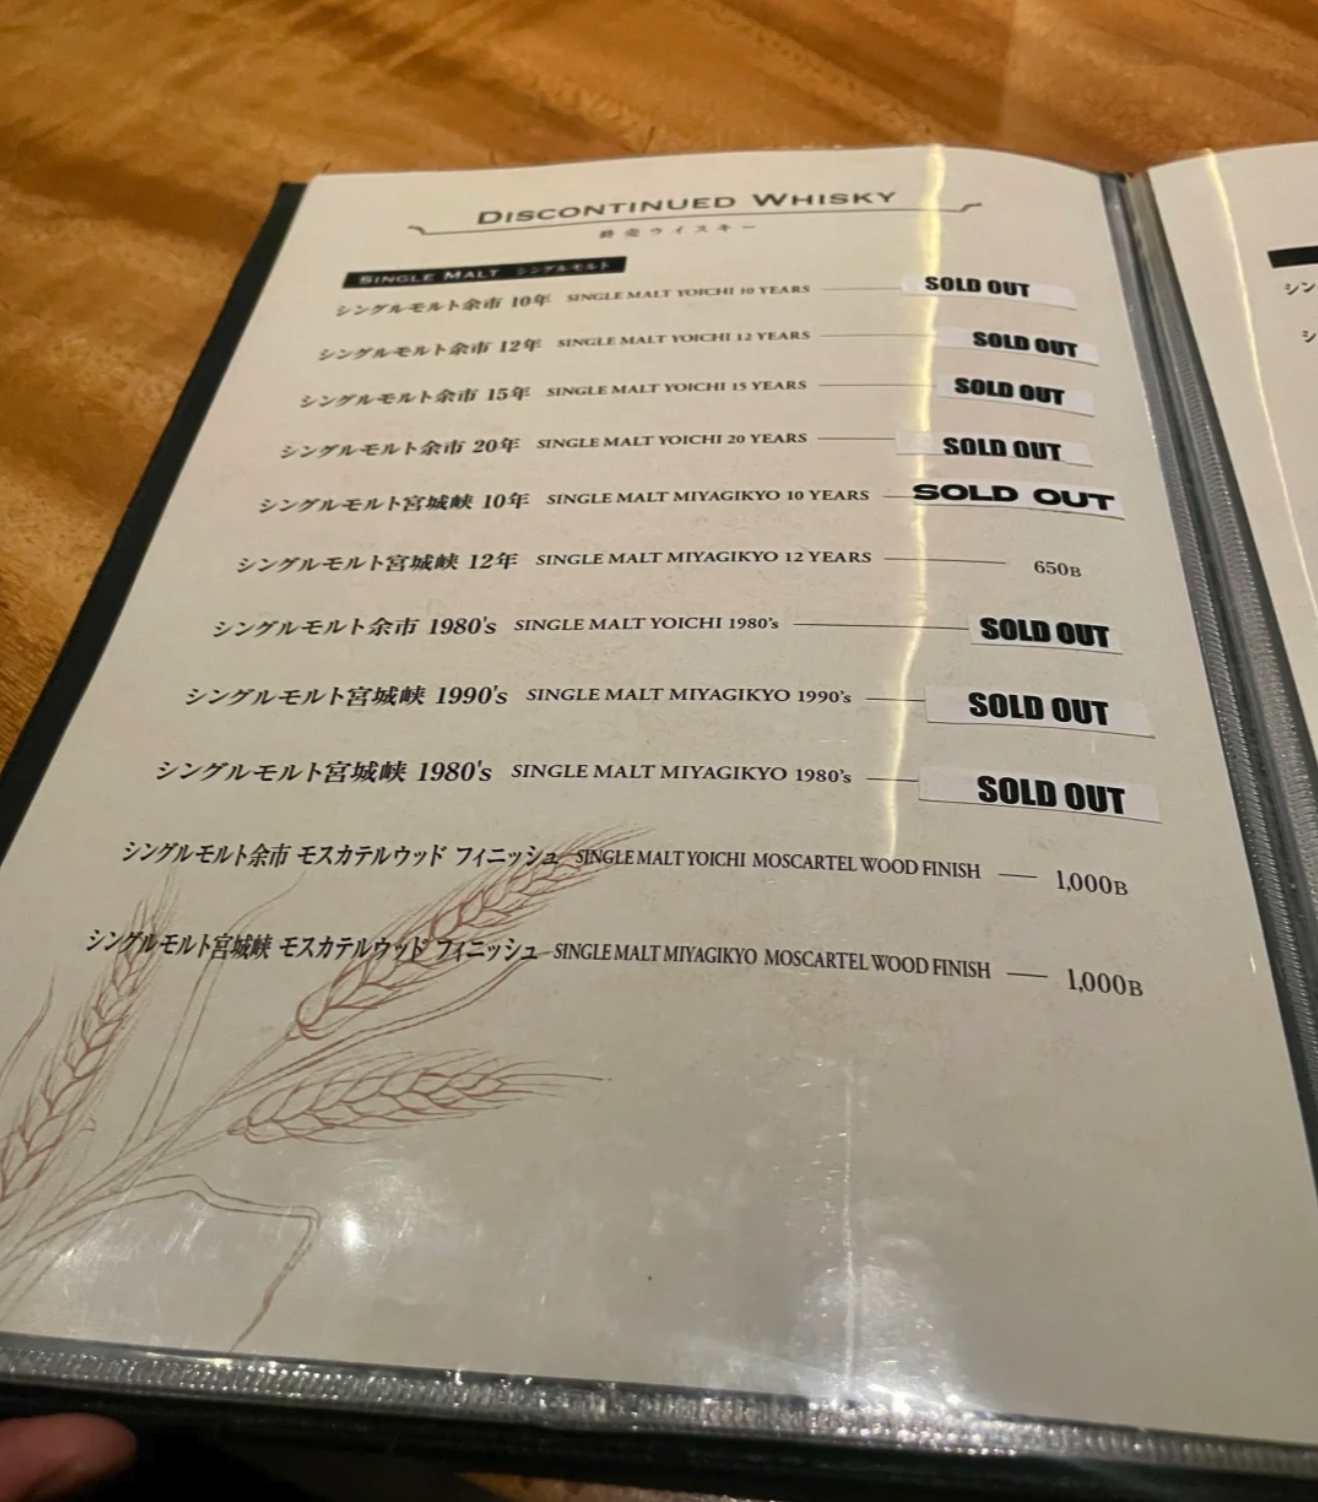 DISCONTINUED WHISKY
終売ウイスキー
SINGLE MALT シングルモルト
シングルモルト余市 10年 SINGLE MALT YOICHI 10 YEARS SOLD OUT
シングルモルト余市 12年 SINGLE MALT YOICHI 12 YEARS SOLD OUT
シングルモルト余市 15年 SINGLE MALT YOICHI 15 YEARS SOLD OUT
シングルモルト余市 20年 SINGLE MALT YOICHI 20 YEARS SOLD OUT
シングルモルト宮城峡 10年 SINGLE MALT MIYAGIKYO 10 YEARS SOLD OUT
シングルモルト宮城峡 12年 SINGLE MALT MIYAGIKYO 12 YEARS 650B
シングルモルト余市 1980's SINGLE MALT YOICHI 1980's SOLD OUT
シングルモルト宮城峡 1990's SINGLE MALT MIYAGIKYO 1990's SOLD OUT
シングルモルト宮城峡 1980's SINGLE MALT MIYAGIKYO 1980's SOLD OUT
シングルモルト余市 モスカテルウッド フィニッシュ SINGLE MALT YOICHI MOSCARTEL WOOD FINISH 1,000B
シングルモルト宮城峡 モスカテルウッド フィニッシュ SINGLE MALT MIYAGIKYO MOSCARTEL WOOD FINISH 1,000B
シン
シ